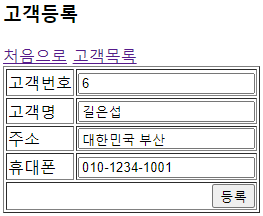 고객등록
처음으로 고객목록
고객번호 6
고객명 길은섭
주소 대한민국 부산
휴대폰 010-1234-1001
등록